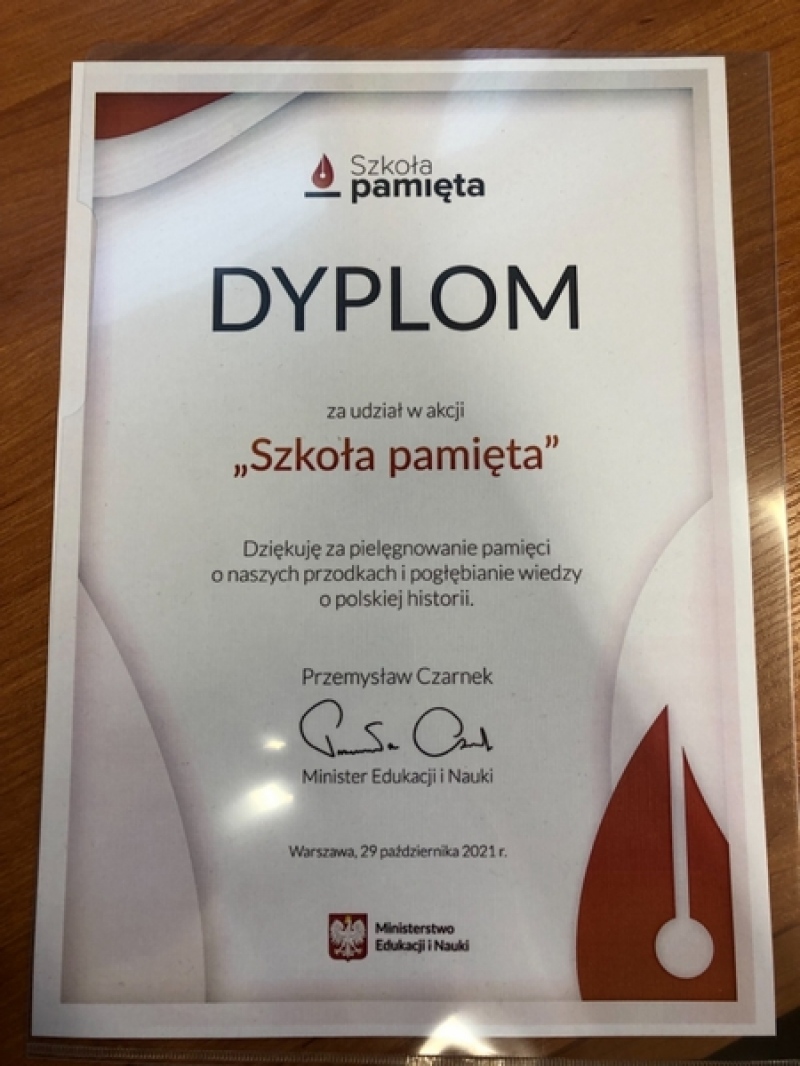 Szkoła
pamięta
DYPLOM
za udział w akcji
„Szkoła pamięta”
Dziękuję za pielęgnowanie pamięci
o naszych przodkach i pogłębianie wiedzy
o polskiej historii.
Przemysław Czarnek
Minister Edukacji i Nauki
Warszawa, 29 października 2021 r.
Ministerstwo
Edukacji i Nauki